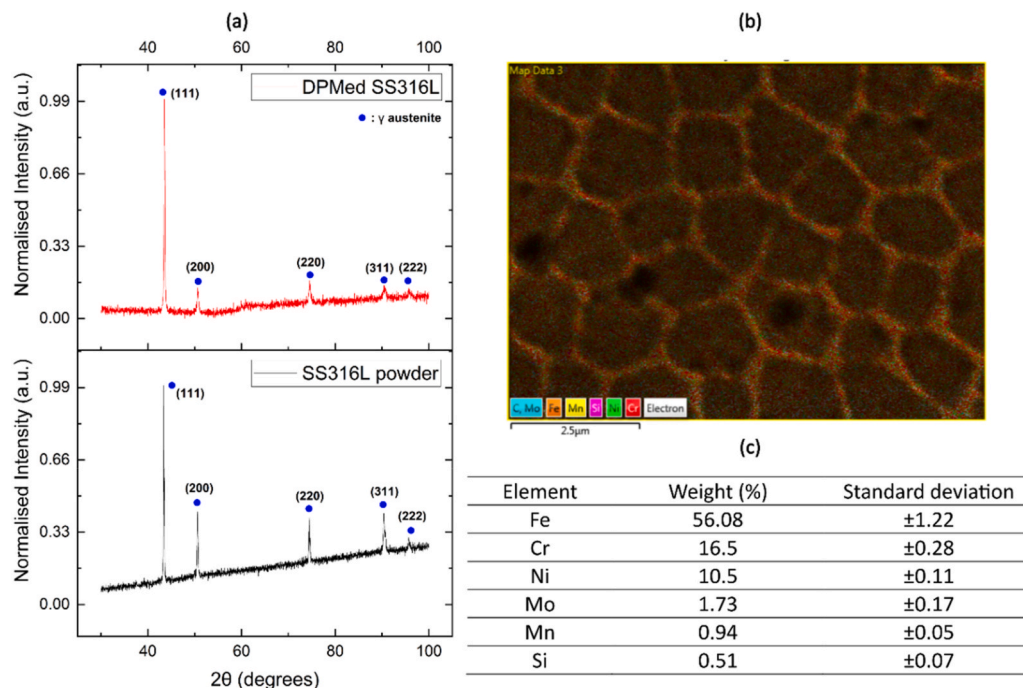 (a)
40 60 80 100
Normalised Intensity (a.u.)
0.99
0.66
0.33
0.00
DPMed SS316L
: γ austenite
(111)
(200)
(220)
(311)
(222)
Normalised Intensity (a.u.)
0.99
0.66
0.33
0.00
SS316L powder
(111)
(200)
(220)
(311)
(222)
40 60 80 100
2θ (degrees)
(b)
Map Data 3
C, Mo Fe Mn Si Ni Cr Electron
2.5μm
(c)
Element Weight (%) Standard deviation
Fe 56.08 ±1.22
Cr 16.5 ±0.28
Ni 10.5 ±0.11
Mo 1.73 ±0.17
Mn 0.94 ±0.05
Si 0.51 ±0.07